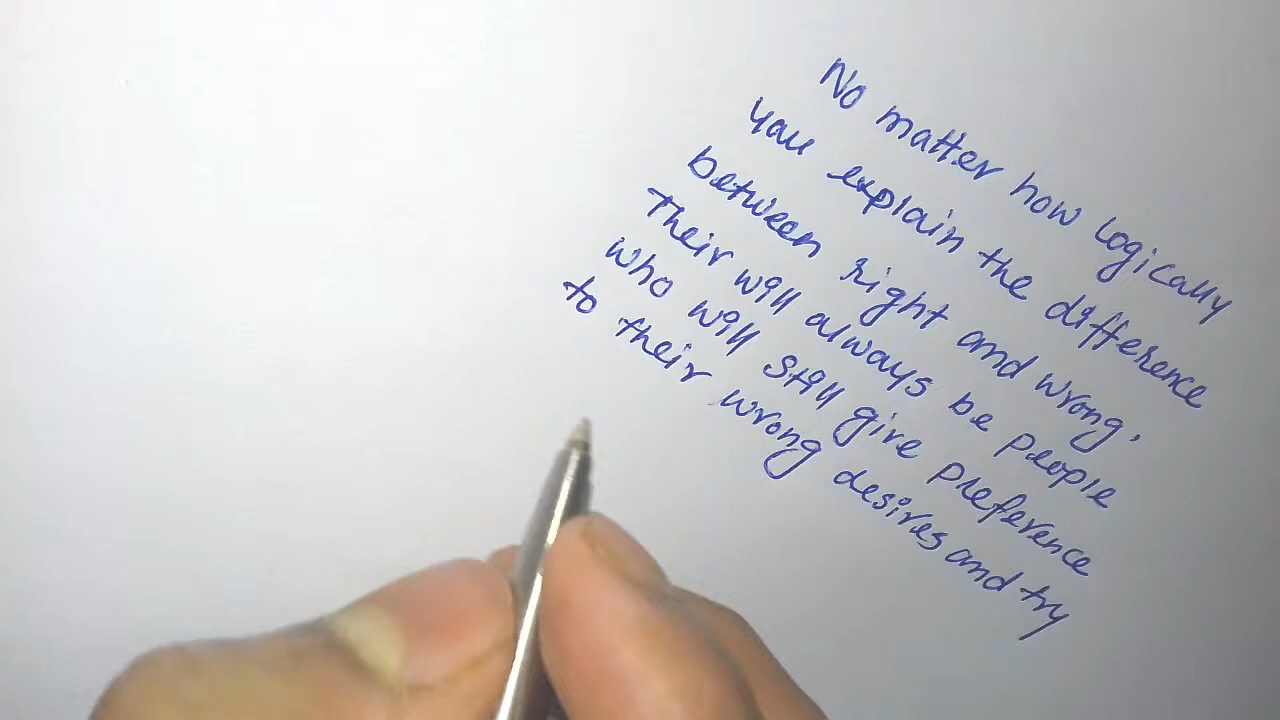 No matter how logically
you explain the difference
between right and wrong,
Their will always be people
who will still give preference
to their wrong desires and try